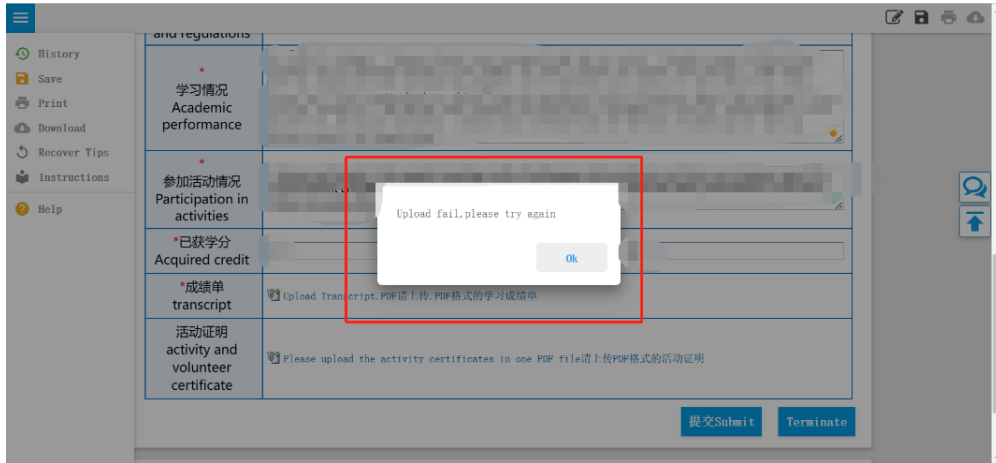 and regulations
History
Save
Print
Download
Recover Tips
Instructions
Help
*
学习情况
Academic
performance
*
参加活动情况
Participation in
activities
*已获学分
Acquired credit
*成绩单
transcript
Upload Transcript.PDF请上传.PDF格式的学习成绩单
活动证明
activity and
volunteer
certificate
Please upload the activity certificates in one PDF file请上传PDF格式的活动证明
Upload fail,please try again
Ok
提交Submit
Terminate